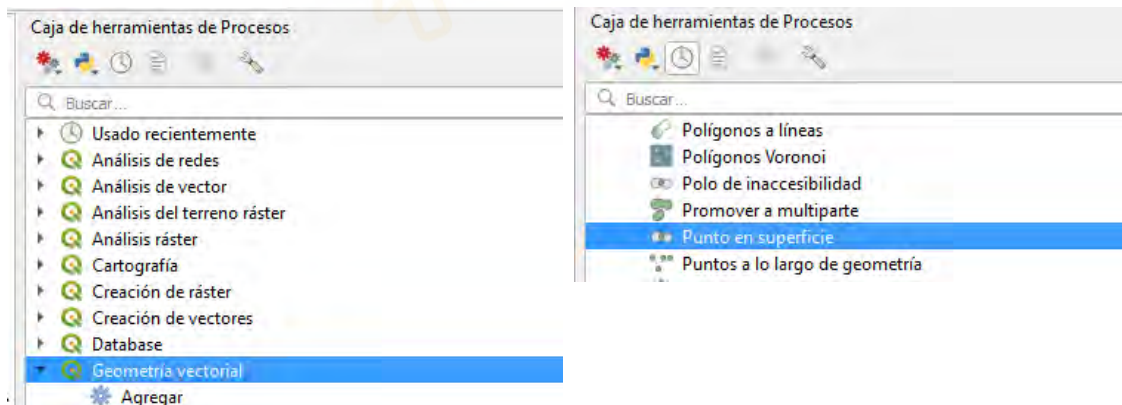 Caja de herramientas de Procesos
Buscar...
Usado recientemente
Análisis de redes
Análisis de vector
Análisis del terreno ráster
Análisis ráster
Cartografía
Creación de ráster
Creación de vectores
Database
Geometría vectorial
Agregar
Caja de herramientas de Procesos
Buscar...
Polígonos a líneas
Polígonos Voronoi
Polo de inaccesibilidad
Promover a multiparte
Punto en superficie
Puntos a lo largo de geometría